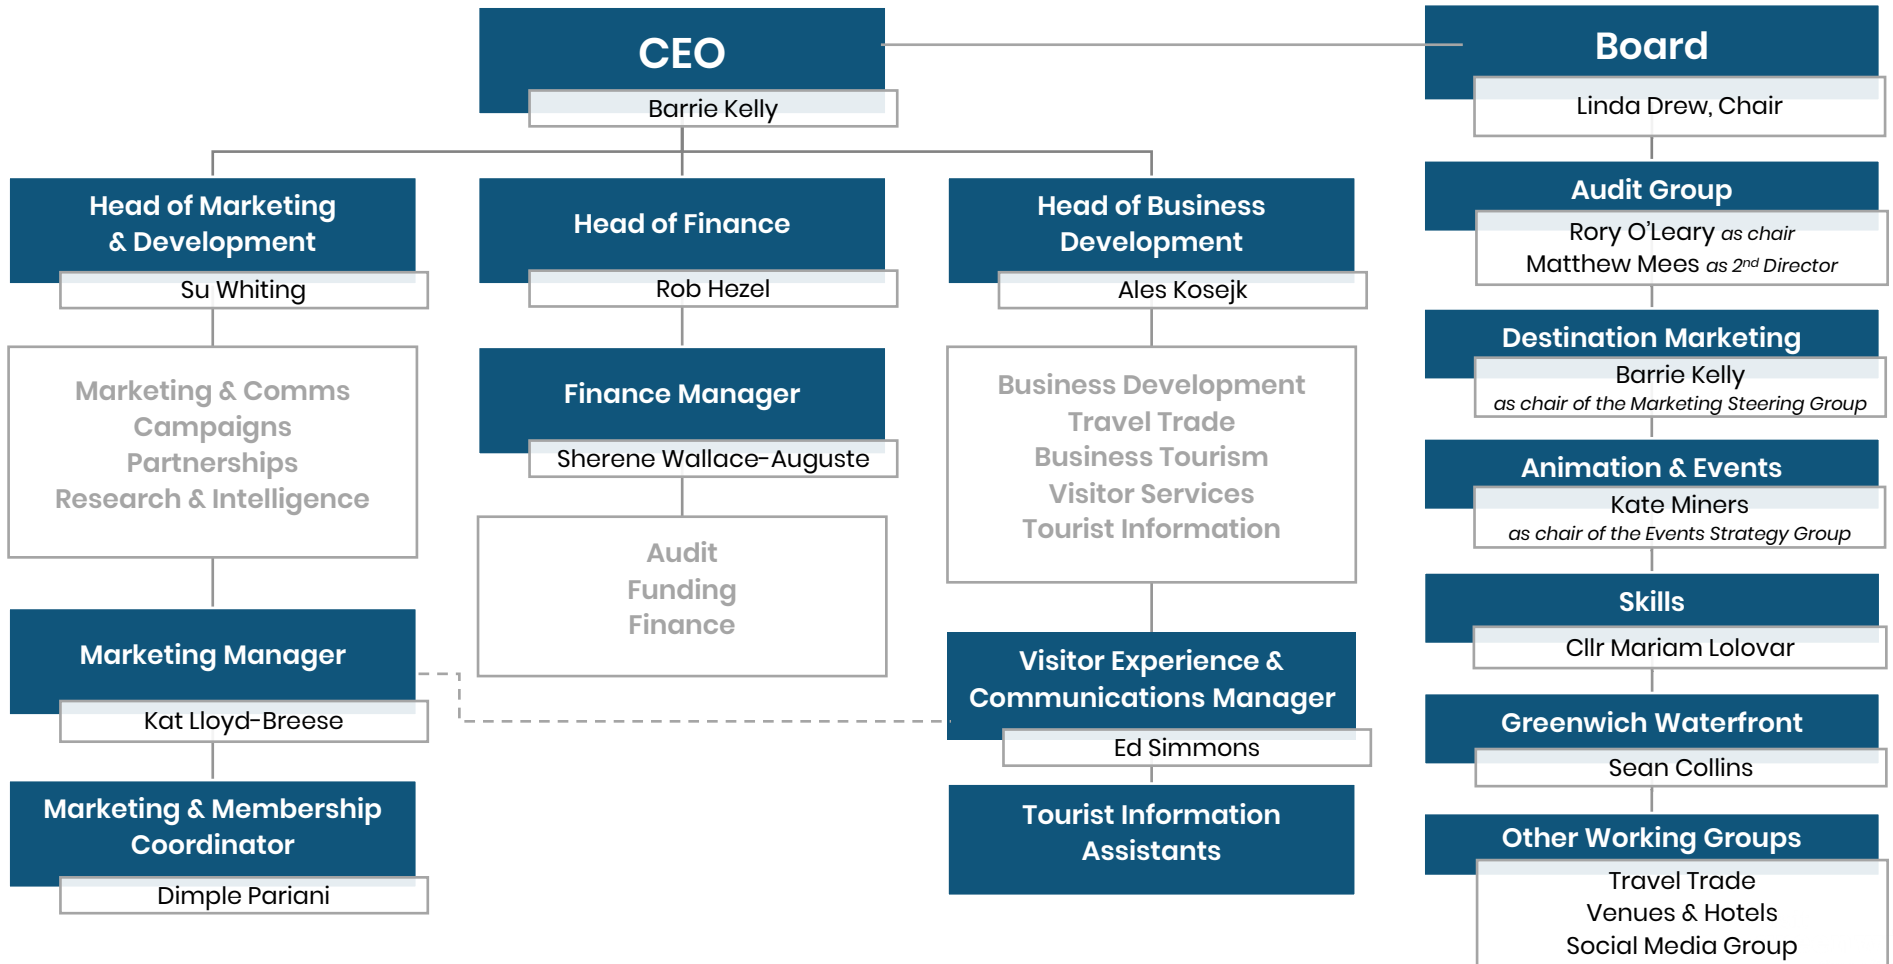 CEO
Barrie Kelly
Board
Linda Drew, Chair
Head of Marketing
& Development
Su Whiting
Marketing & Comms
Campaigns
Partnerships
Research & Intelligence
Marketing Manager
Kat Lloyd-Breese
Marketing & Membership
Coordinator
Dimple Pariani
Head of Finance
Rob Hezel
Finance Manager
Sherene Wallace-Auguste
Audit
Funding
Finance
Head of Business
Development
Ales Kosejk
Business Development
Travel Trade
Business Tourism
Visitor Services
Tourist Information
Visitor Experience &
Communications Manager
Ed Simmons
Tourist Information
Assistants
Audit Group
Rory O'Leary as chair
Matthew Mees as 2nd Director
Destination Marketing
Barrie Kelly
as chair of the Marketing Steering Group
Animation & Events
Kate Miners
as chair of the Events Strategy Group
Skills
Cllr Mariam Lolovar
Greenwich Waterfront
Sean Collins
Other Working Groups
Travel Trade
Venues & Hotels
Social Media Group